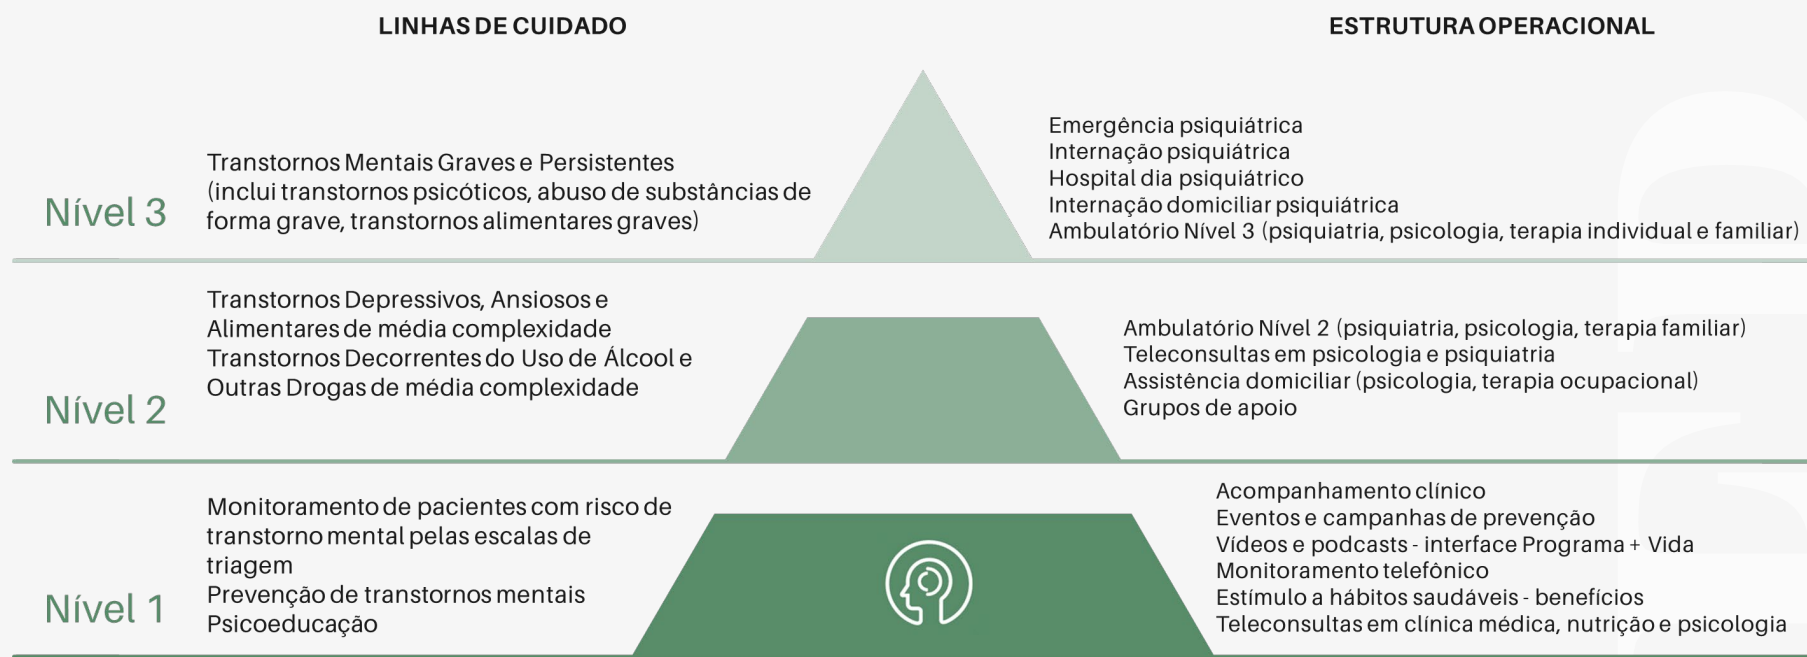 LINHAS DE CUIDADO
ESTRUTURA OPERACIONAL
Nível 3
Transtornos Mentais Graves e Persistentes
(inclui transtornos psicóticos, abuso de substâncias de
forma grave, transtornos alimentares graves)
Emergência psiquiátrica
Internação psiquiátrica
Hospital dia psiquiátrico
Internação domiciliar psiquiátrica
Ambulatório Nível 3 (psiquiatria, psicologia, terapia individual e familiar)
Nível 2
Transtornos Depressivos, Ansiosos e
Alimentares de média complexidade
Transtornos Decorrentes do Uso de Álcool e
Outras Drogas de média complexidade
Ambulatório Nível 2 (psiquiatria, psicologia, terapia familiar)
Teleconsultas em psicologia e psiquiatria
Assistência domiciliar (psicologia, terapia ocupacional)
Grupos de apoio
Nível 1
Monitoramento de pacientes com risco de
transtorno mental pelas escalas de
triagem
Prevenção de transtornos mentais
Psicoeducação
Acompanhamento clínico
Eventos e campanhas de prevenção
Vídeos e podcasts - interface Programa + Vida
Monitoramento telefônico
Estímulo a hábitos saudáveis - benefícios
Teleconsultas em clínica médica, nutrição e psicologia